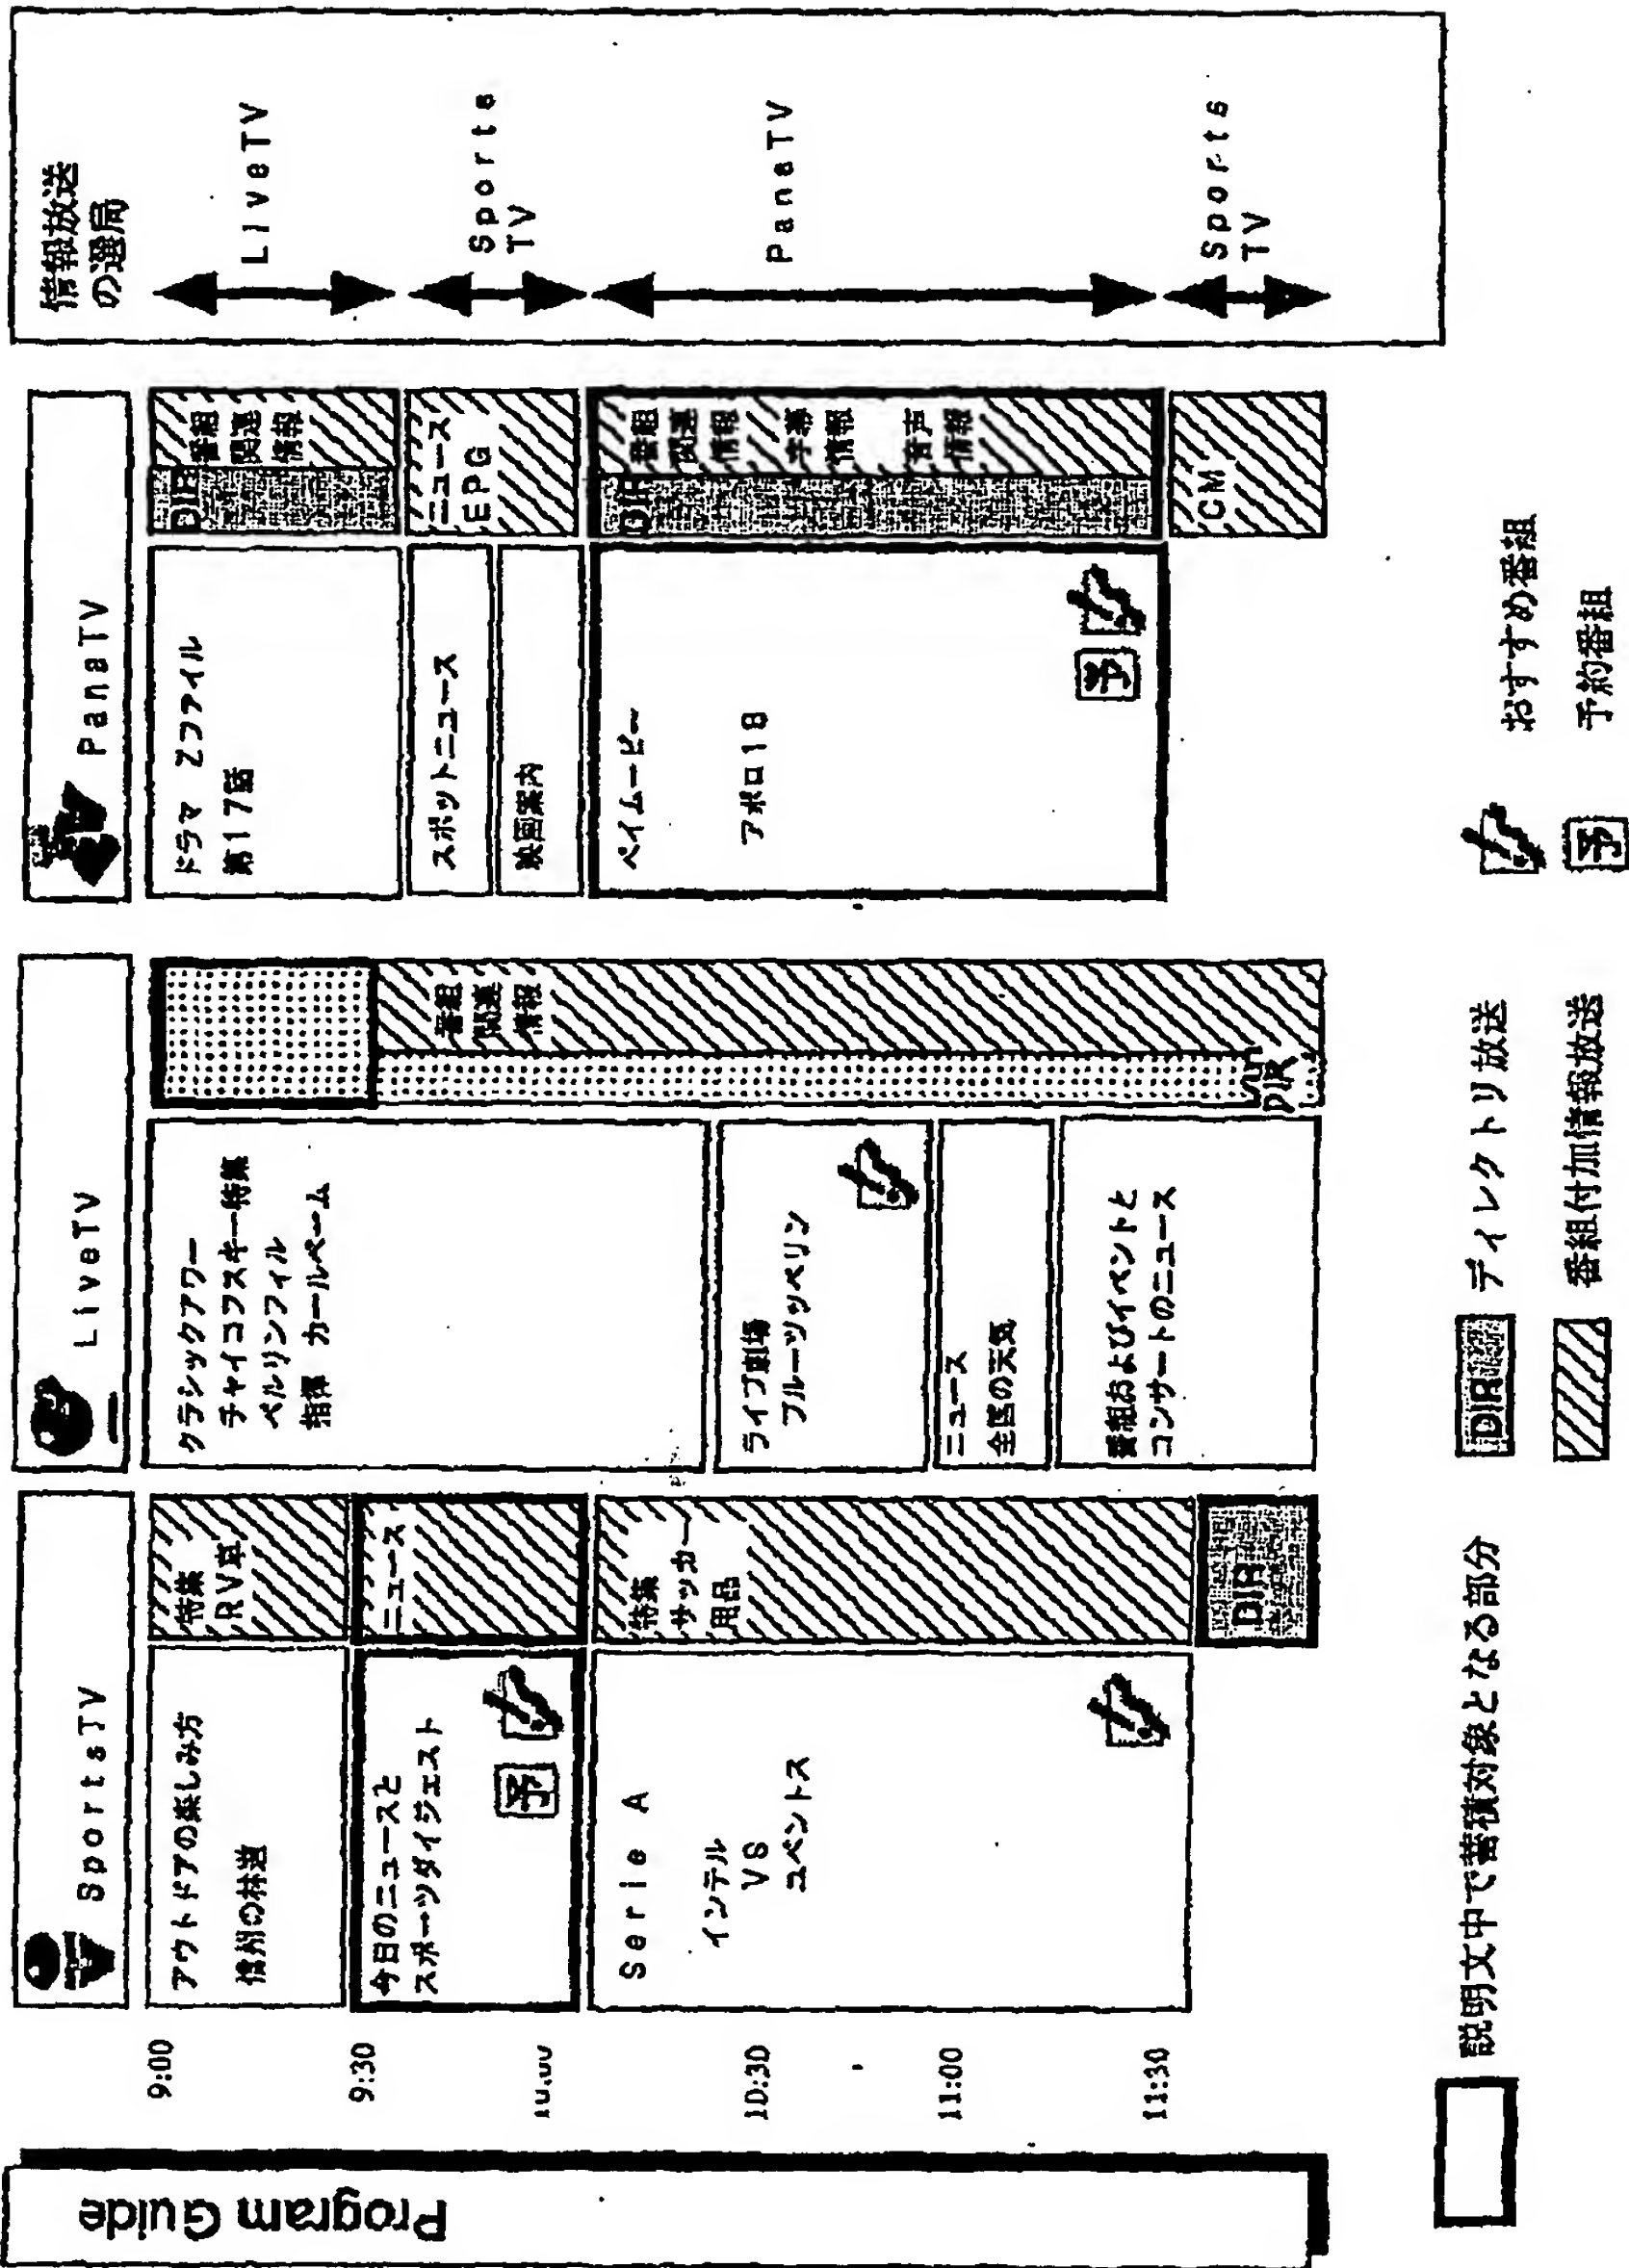 Program Guide
9:00
9:30
10:00
10:30
11:00
11:30
SportsTV
アウトドアの楽しみ方
信州の林道
特集
RV車
今日のニュースと
スポーツダイジェスト
予
ニュース
Serie A
インテル
VS
ユベントス
特集
サッカー
用品
DIR
LiveTV
クラシックアワー
チャイコフスキー特集
ベルリンフィル
指揮 カールベーム
ライブ劇場
フルーツッペリン
ニュース
全国の天気
番組およびイベントと
コンサートのニュース
番組
関連
情報
DIR
PanaTV
ドラマ Zファイル
第17話
DIR
番組
関連
情報
スポットニュース
映画案内
ニュース
EPG
ペイムービー
アポロ18
予
DIR
番組
関連
情報
字幕
情報
音声
情報
CM
情報放送
の選局
LiveTV
Sports
TV
PanaTV
Sports
TV
説明文中で蓄積対象となる部分
DIR ディレクトリ放送
番組付加情報放送
おすすめ番組
予 予約番組